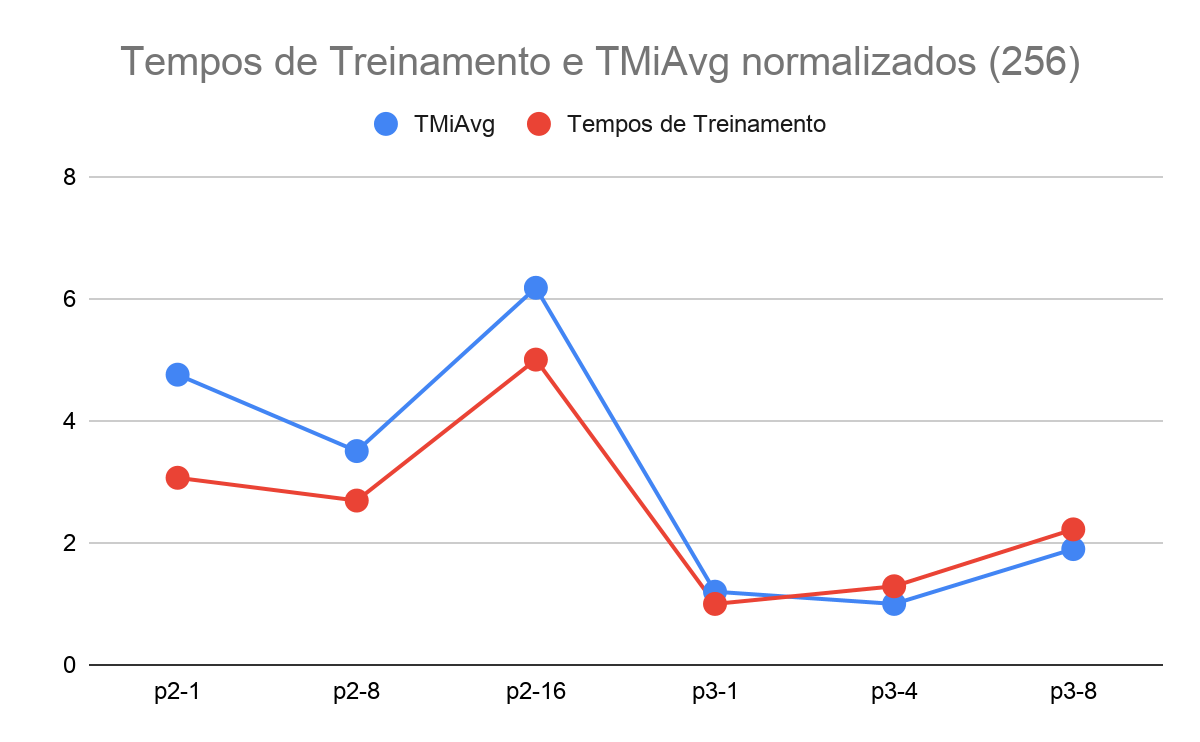 Tempos de Treinamento e TMiAvg normalizados (256)
TMiAvg Tempos de Treinamento
8
6
4
2
0
p2-1 p2-8 p2-16 p3-1 p3-4 p3-8